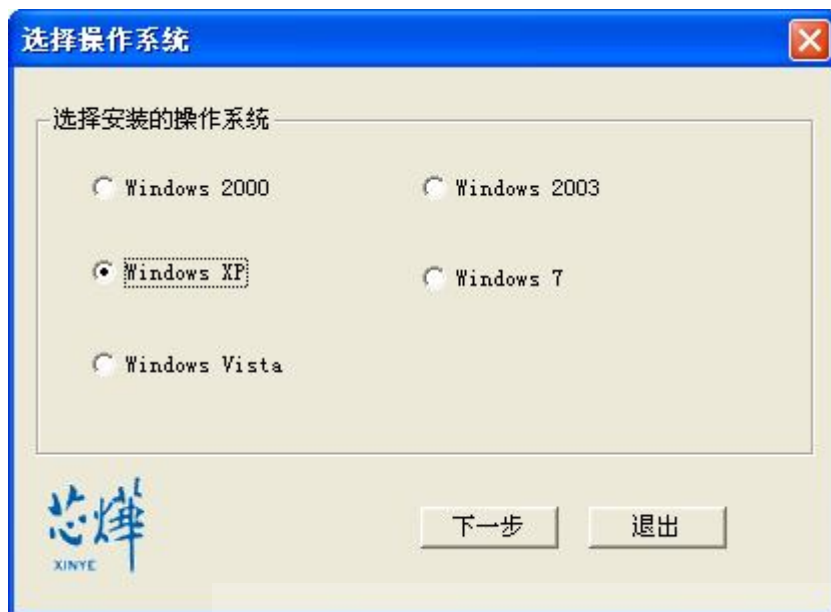 选择操作系统
选择安装的操作系统
Windows 2000
Windows 2003
Windows XP
Windows 7
Windows Vista
芯烨
XINYE
下一步
退出